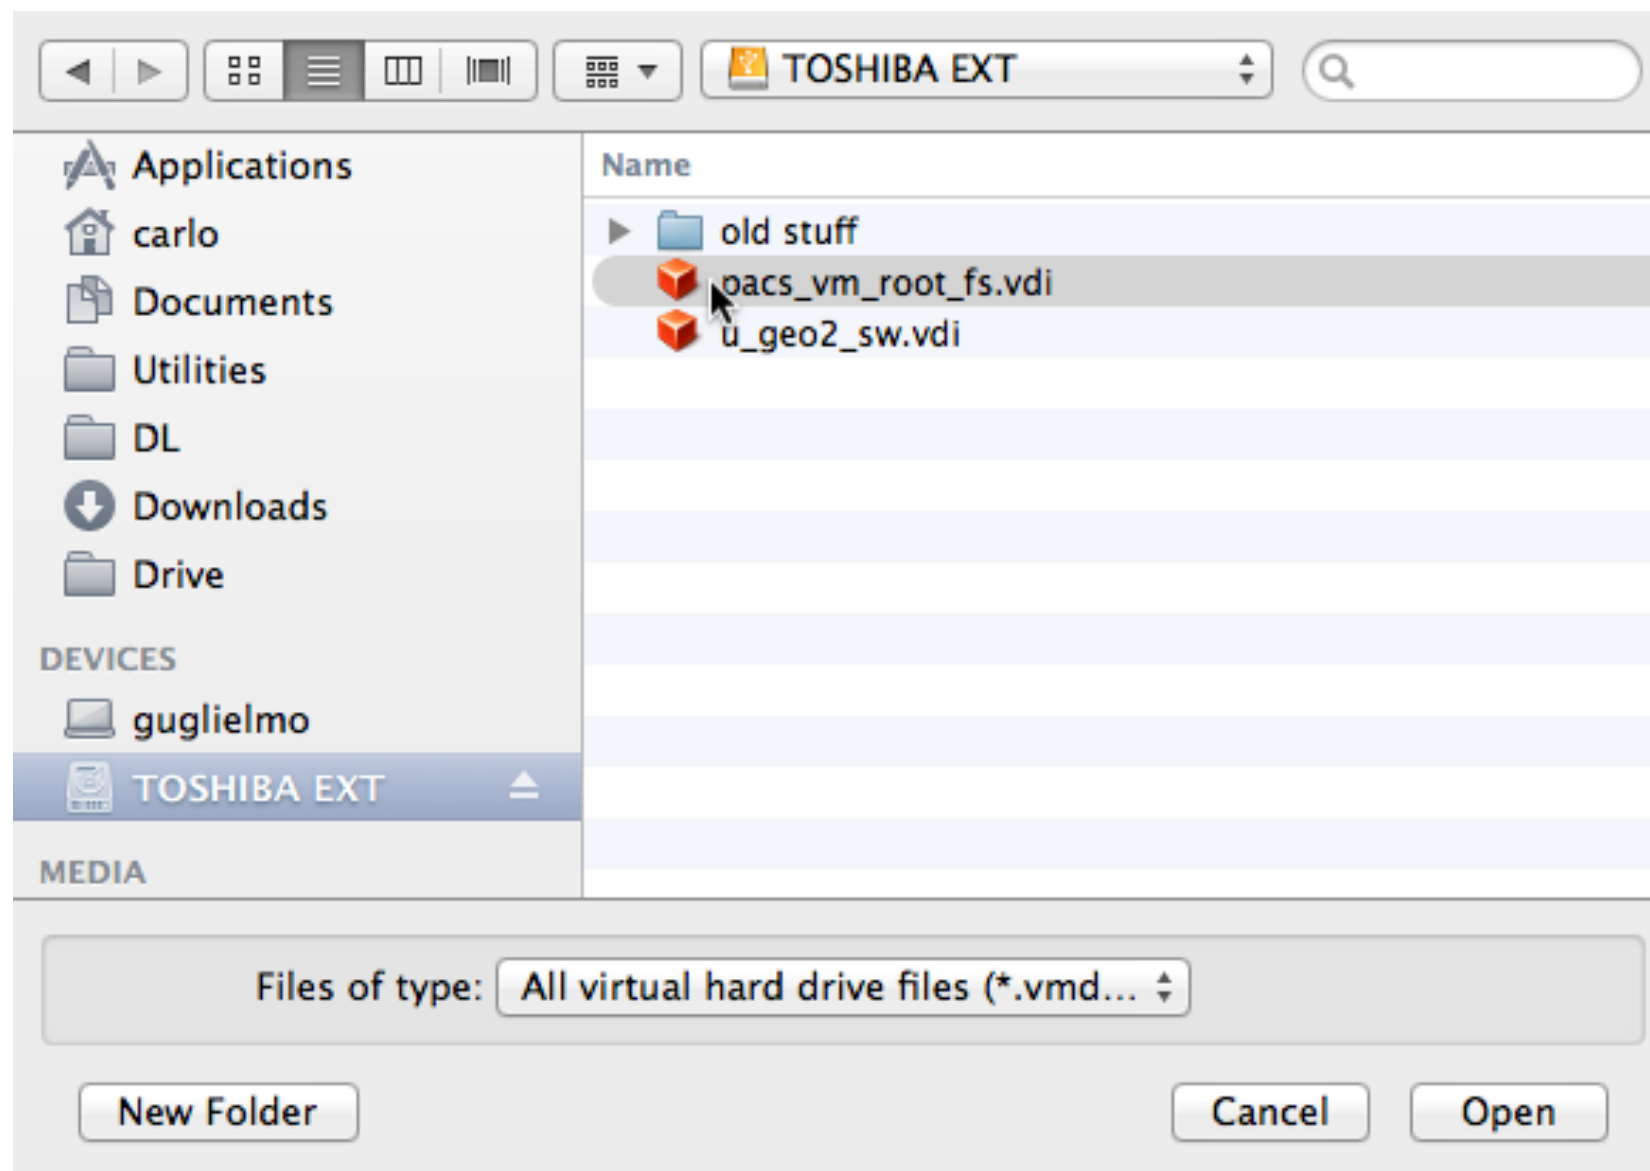 TOSHIBA EXT
Applications
carlo
Documents
Utilities
DL
Downloads
Drive
DEVICES
guglielmo
TOSHIBA EXT
MEDIA
Name
old stuff
pacs_vm_root_fs.vdi
u_geo2_sw.vdi
Files of type: All virtual hard drive files (*.vmd...
New Folder Cancel Open